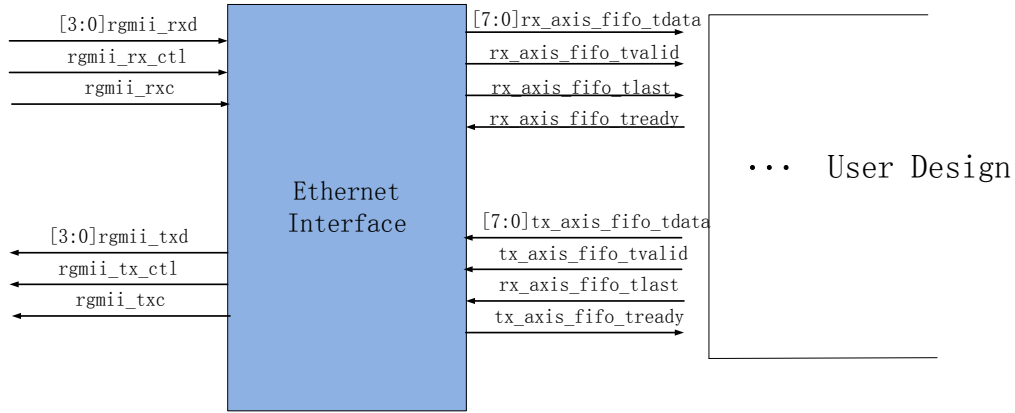 [3:0]rgmii_rxd
rgmii_rx_ctl
rgmii_rxc
[3:0]rgmii_txd
rgmii_tx_ctl
rgmii_txc
Ethernet
Interface
[7:0]rx_axis_fifo_tdata
rx_axis_fifo_tvalid
rx_axis_fifo_tlast
rx_axis_fifo_tready
[7:0]tx_axis_fifo_tdata
tx_axis_fifo_tvalid
rx_axis_fifo_tlast
tx_axis_fifo_tready
··· User Design